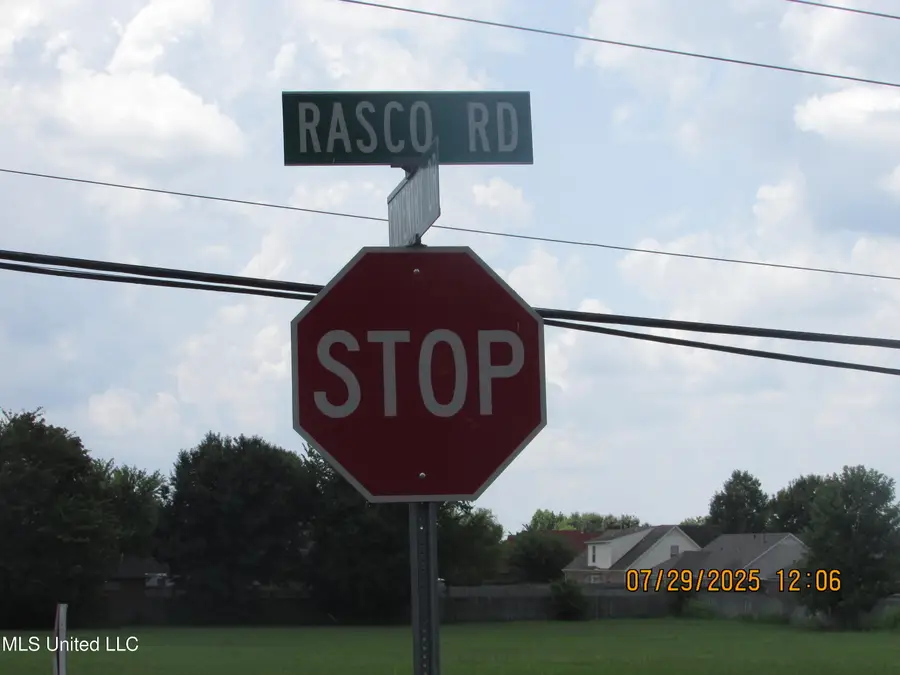 RASCO RD
STOP
07/29/2025 12:06
MLS United LLC